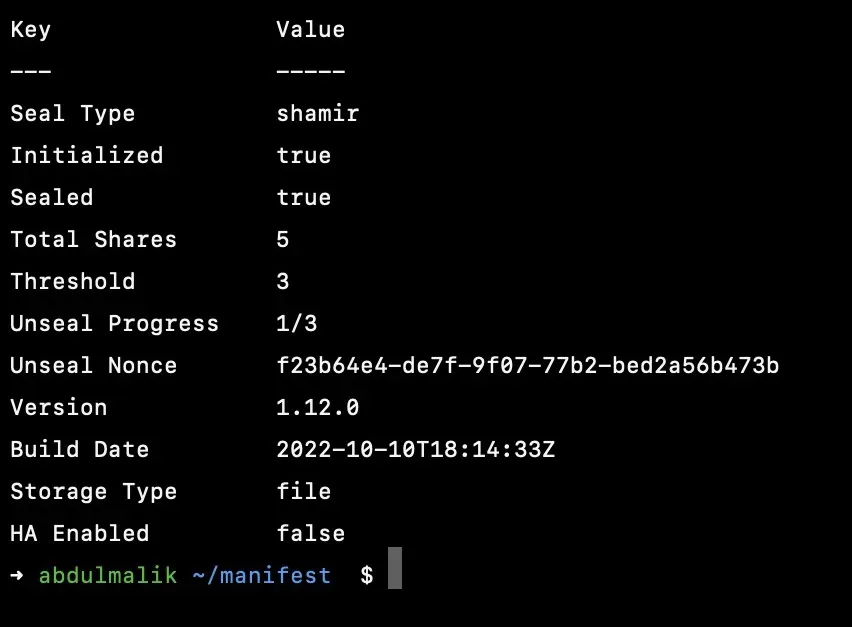 Key Value
--- -----
Seal Type shamir
Initialized true
Sealed true
Total Shares 5
Threshold 3
Unseal Progress 1/3
Unseal Nonce f23b64e4-de7f-9f07-77b2-bed2a56b473b
Version 1.12.0
Build Date 2022-10-10T18:14:33Z
Storage Type file
HA Enabled false
➜ abdulmalik ~/manifest $